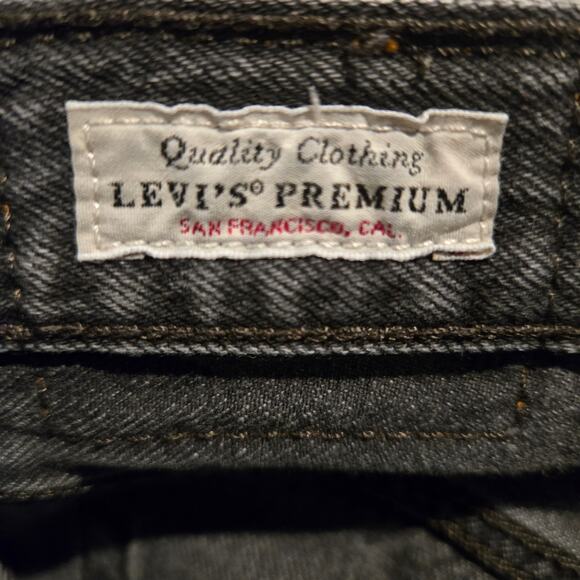 Quality Clothing
LEVI'S® PREMIUM
SAN FRANCISCO, CAL.